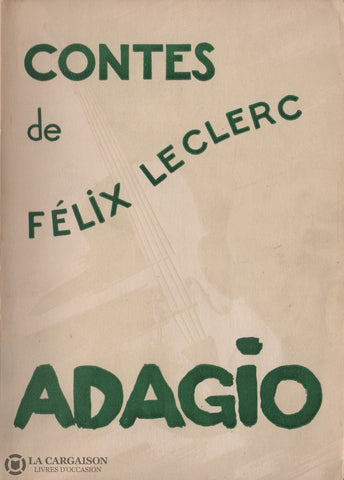 CONTES
de
FÉLIX LECLERC
ADAGIO
LA CARGAISON
LIVRES D'OCCASION